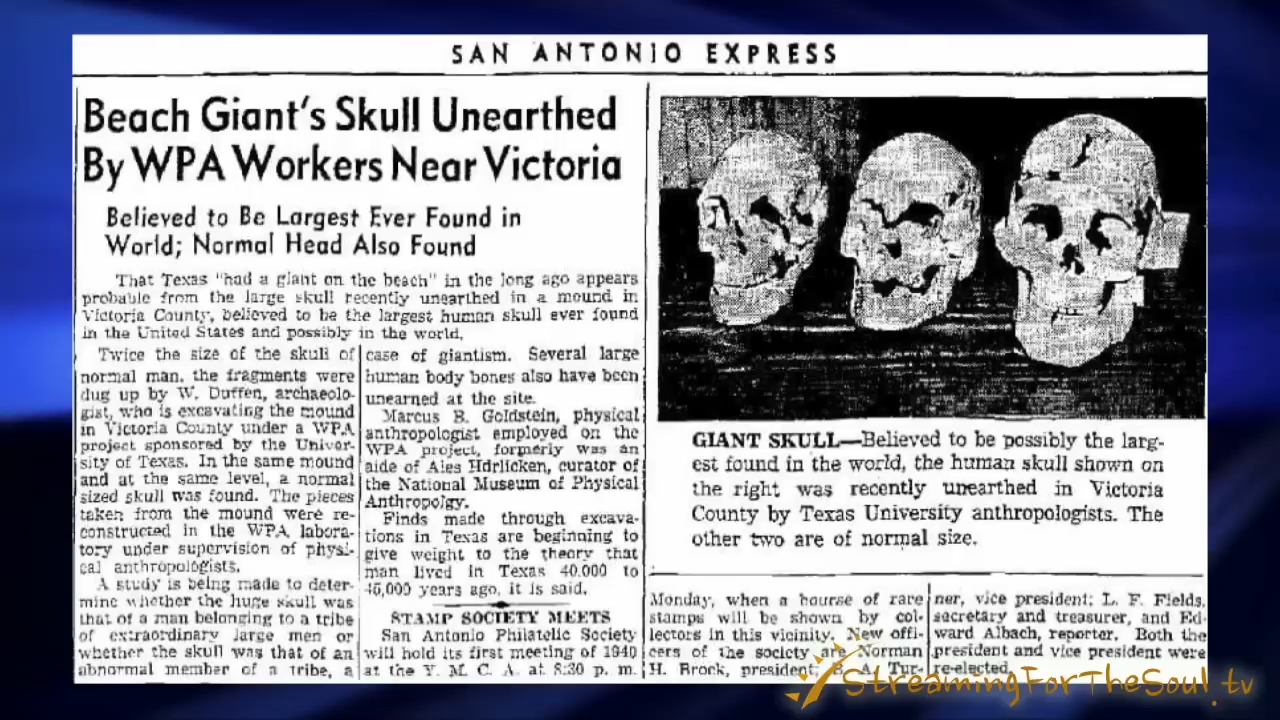 SAN ANTONIO EXPRESS
Beach Giant's Skull Unearthed
By WPA Workers Near Victoria
Believed to Be Largest Ever Found in
World; Normal Head Also Found
That Texas "had a giant on the beach" in the long ago appears
probable from the large skull recently unearthed in a mound in
Victoria County, believed to be the largest human skull ever found
in the United States and possibly in the world.
Twice the size of the skull of
normal man, the fragments were
dug up by W. Duffen, archaeolo-
gist, who is excavating the mound
in Victoria County under a WPA
project sponsored by the Univer-
sity of Texas. In the same mound
and at the same level, a normal
sized skull was found. The pieces
taken from the mound were re-
constructed in the WPA labora-
tory under supervision of physi-
cal anthropologists.
A study is being made to deter-
mine whether the huge skull was
that of a man belonging to a tribe
of extraordinary large men or
whether the skull was that of an
abnormal member of a tribe, a
case of giantism. Several large
human body bones also have been
unearned at the site.
Marcus B. Goldstein, physical
anthropologist employed on the
WPA project, formerly was an
aide of Ales Hdrlicken, curator of
the National Museum of Physical
Anthropolgy.
Finds made through excava-
tions in Texas are beginning to
give weight to the theory that
man lived in Texas 40,000 to
45,000 years ago, it is said.
STAMP SOCIETY MEETS
San Antonio Philatelic Society
will hold its first meeting of 1940
at the Y. M. C. A. at 8:30 p. m.
GIANT SKULL—Believed to be possibly the larg-
est found in the world, the human skull shown on
the right was recently unearthed in Victoria
County by Texas University anthropologists. The
other two are of normal size.
Monday, when a bourse of rare
stamps will be shown by col-
lectors in this vicinity. New offi-
cers of the society are Norman
H. Brock, president; A. Tur-
ner, vice president; L. F. Fields,
secretary and treasurer, and Ed-
ward Albach, reporter. Both the
president and vice president were
re-elected.
StreamingForTheSoul.tv